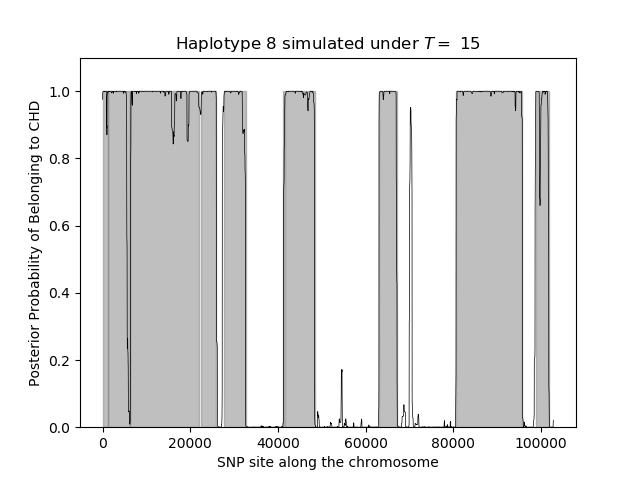 Haplotype 8 simulated under T = 15
Posterior Probability of Belonging to CHD
1.0
0.8
0.6
0.4
0.2
0.0
0 20000 40000 60000 80000 100000
SNP site along the chromosome